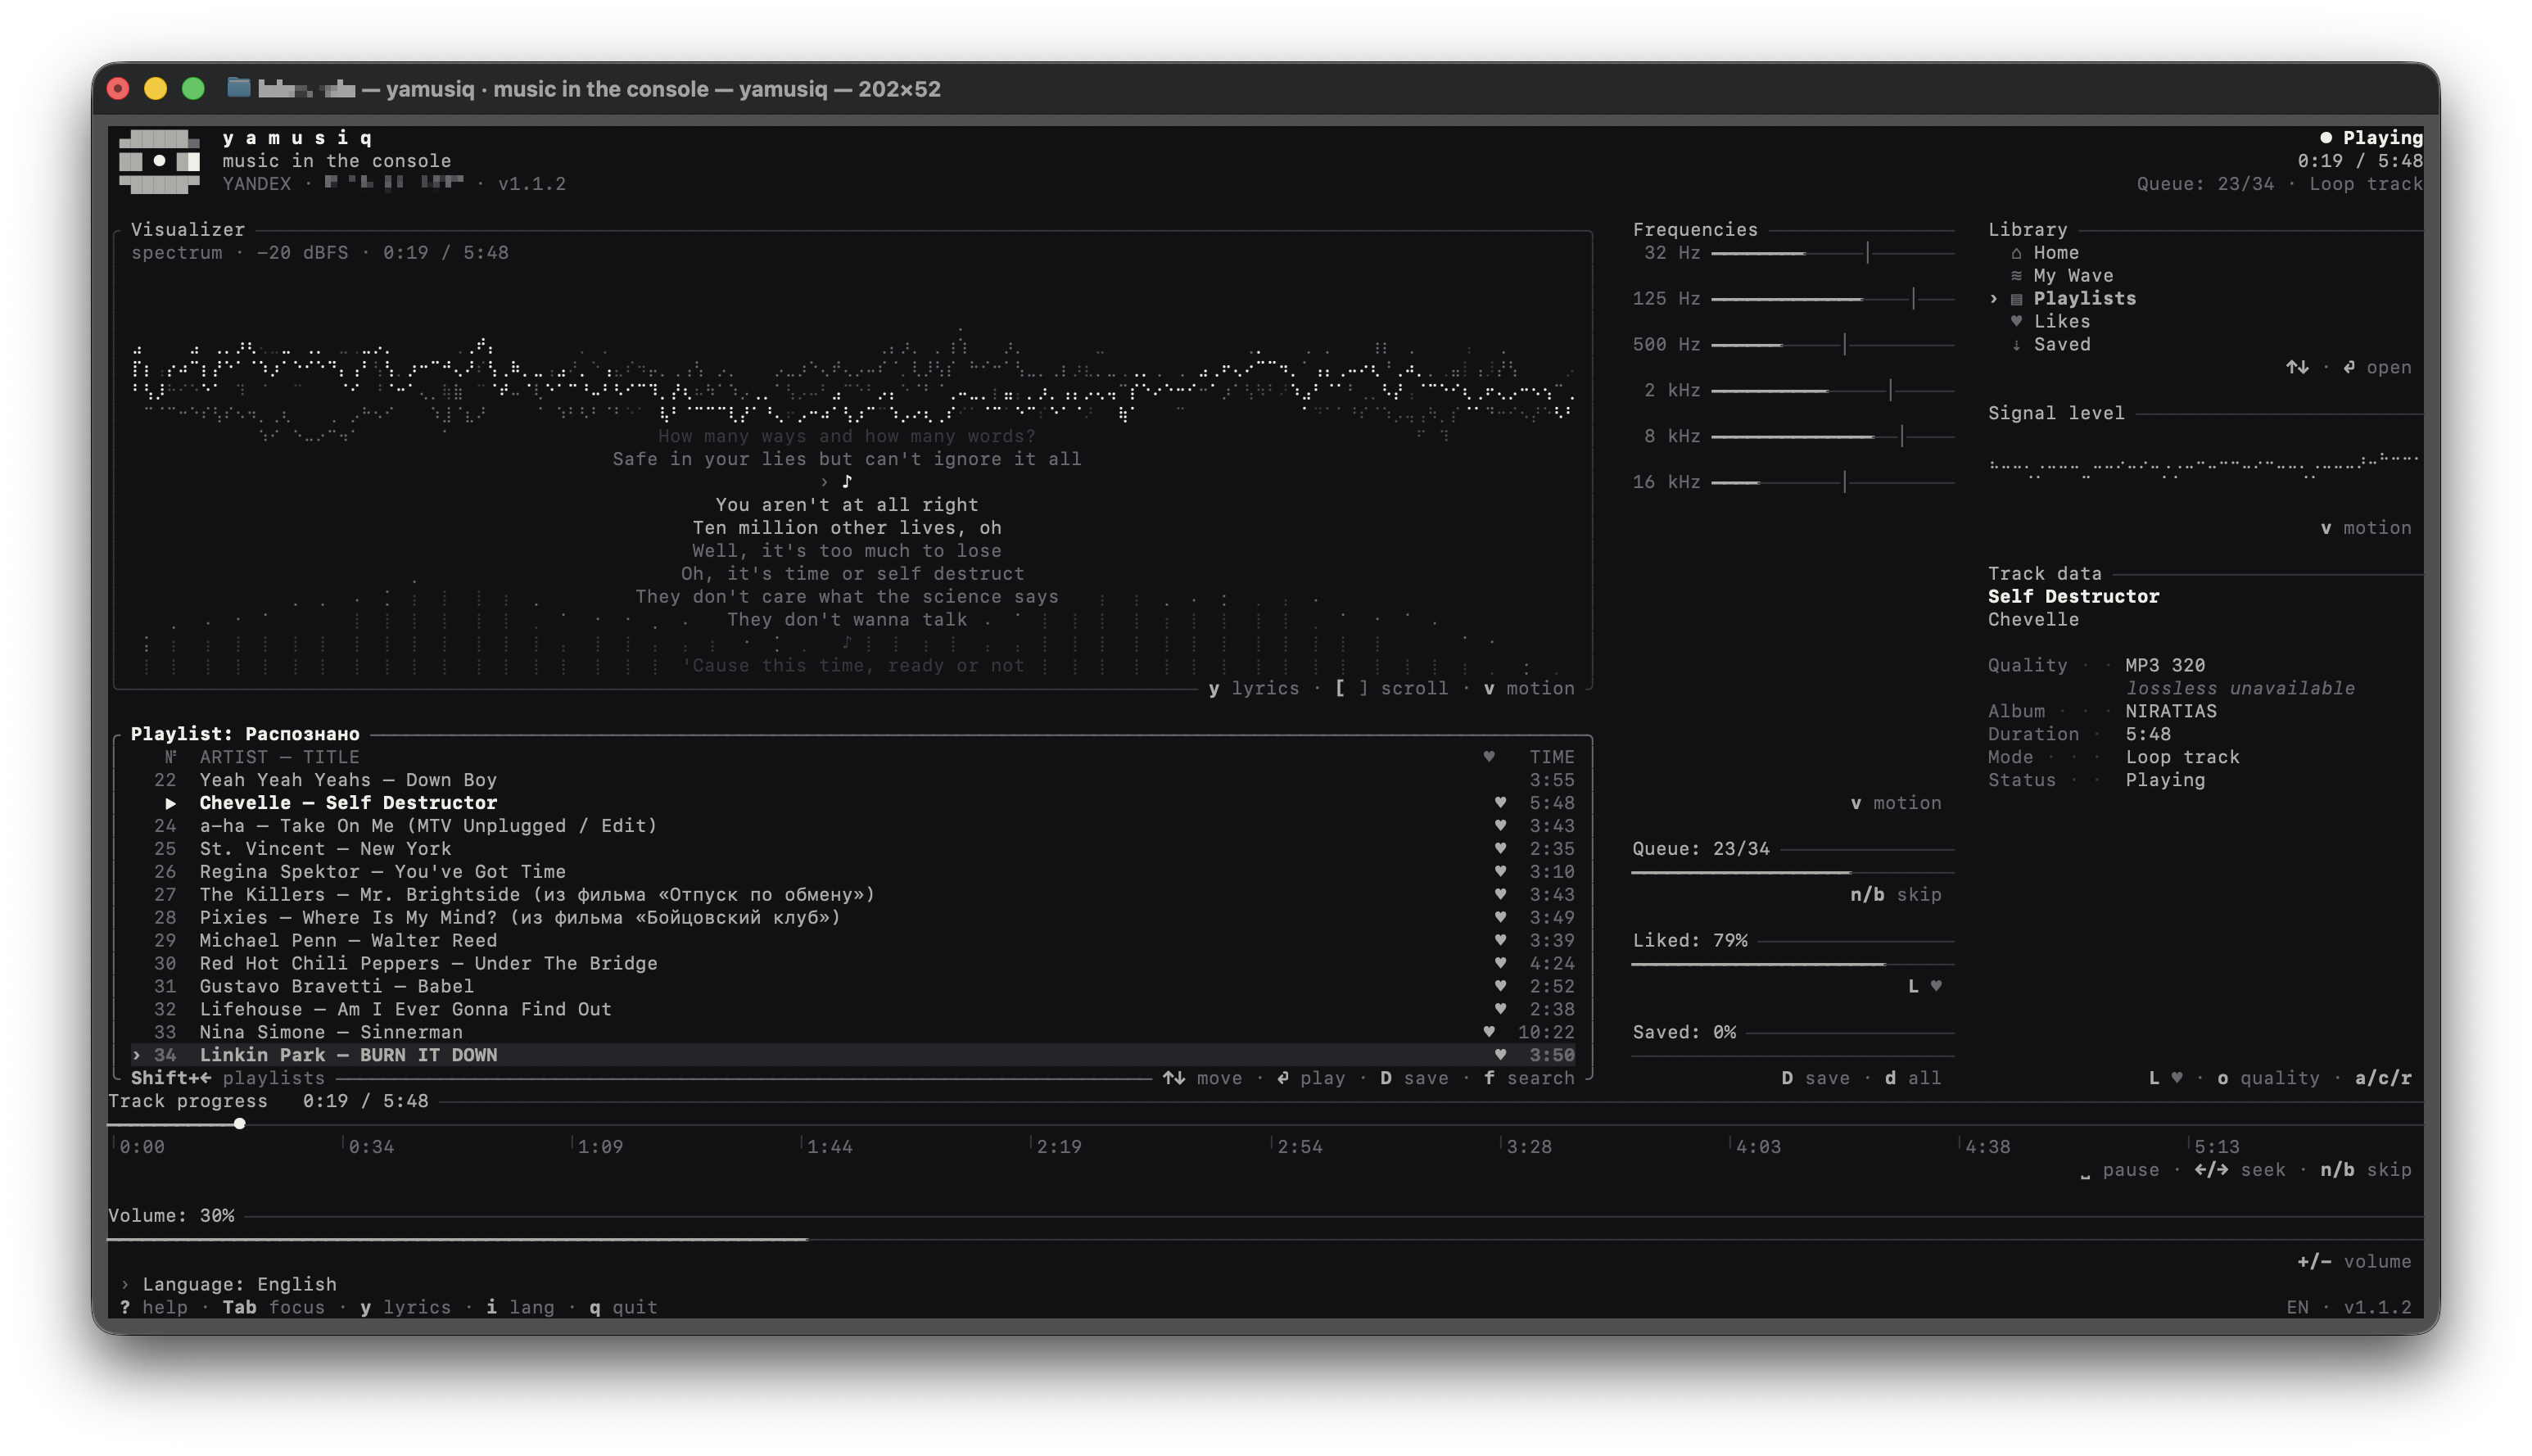 — yamusiq · music in the console — yamusiq — 202×52
yamusiq
music in the console
YANDEX · · v1.1.2
● Playing
0:19 / 5:48
Queue: 23/34 · Loop track
Visualizer
spectrum · −20 dBFS · 0:19 / 5:48
How many ways and how many words?
Safe in your lies but can't ignore it all
› ♪
You aren't at all right
Ten million other lives, oh
Well, it's too much to lose
Oh, it's time or self destruct
They don't care what the science says
They don't wanna talk
♪
'Cause this time, ready or not
y lyrics · [ ] scroll · v motion
Frequencies
32 Hz
125 Hz
500 Hz
2 kHz
8 kHz
16 kHz
v motion
Queue: 23/34
n/b skip
Liked: 79%
L ♥
Saved: 0%
D save · d all
Library
⌂ Home
≋ My Wave
› ▤ Playlists
♥ Likes
⇣ Saved
↑↓ · ⏎ open
Signal level
v motion
Track data
Self Destructor
Chevelle
Quality · · MP3 320
lossless unavailable
Album · · · NIRATIAS
Duration · 5:48
Mode · · · Loop track
Status · · Playing
L ♥ · o quality · a/c/r
Playlist: Распознано
№ ARTIST — TITLE ♥ TIME
22 Yeah Yeah Yeahs — Down Boy 3:55
▶ Chevelle — Self Destructor ♥ 5:48
24 a-ha — Take On Me (MTV Unplugged / Edit) ♥ 3:43
25 St. Vincent — New York ♥ 2:35
26 Regina Spektor — You've Got Time ♥ 3:10
27 The Killers — Mr. Brightside (из фильма «Отпуск по обмену») ♥ 3:43
28 Pixies — Where Is My Mind? (из фильма «Бойцовский клуб») ♥ 3:49
29 Michael Penn — Walter Reed ♥ 3:39
30 Red Hot Chili Peppers — Under The Bridge ♥ 4:24
31 Gustavo Bravetti — Babel ♥ 2:52
32 Lifehouse — Am I Ever Gonna Find Out ♥ 2:38
33 Nina Simone — Sinnerman ♥ 10:22
› 34 Linkin Park — BURN IT DOWN ♥ 3:50
Shift+← playlists
↑↓ move · ⏎ play · D save · f search
Track progress 0:19 / 5:48
0:00 0:34 1:09 1:44 2:19 2:54 3:28 4:03 4:38 5:13
␣ pause · ←/→ seek · n/b skip
Volume: 30%
+/− volume
› Language: English
? help · Tab focus · y lyrics · i lang · q quit
EN · v1.1.2